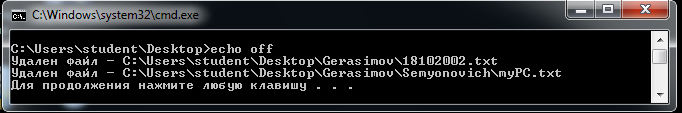 C:\Windows\system32\cmd.exe
C:\Users\student\Desktop>echo off
Удален файл - C:\Users\student\Desktop\Gerasimov\18102002.txt
Удален файл - C:\Users\student\Desktop\Gerasimov\Semyonovich\myPC.txt
Для продолжения нажмите любую клавишу . . .